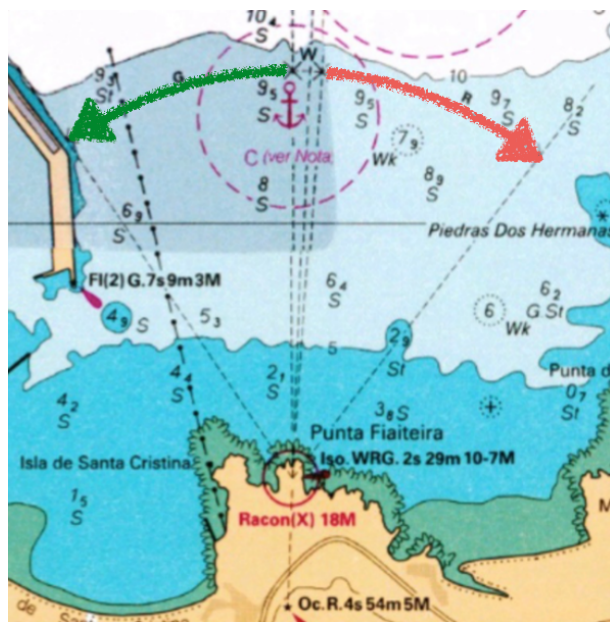 10₄
S
W
9₃
St
G
9₅
S
9₅
S
10
R
9₇
S
8₂
S
7₉
Wk
C (ver Nota)
8
S
8₉
S
6₉
S
Piedras Dos Hermanas
Fl(2) G.7s 9m 3M
6₄
S
6₂
G.St
4₉
S
5₃
6
Wk
5
2₉
St
Punta d
4₂
S
4₄
S
2₁
S
3₈ S
0₇
St
Punta Fiaiteira
Isla de Santa Cristina
Iso. WRG. 2s 29m 10-7M
1₅
S
Racon(X) 18M
M
Oc.R.4s 54m 5M
de